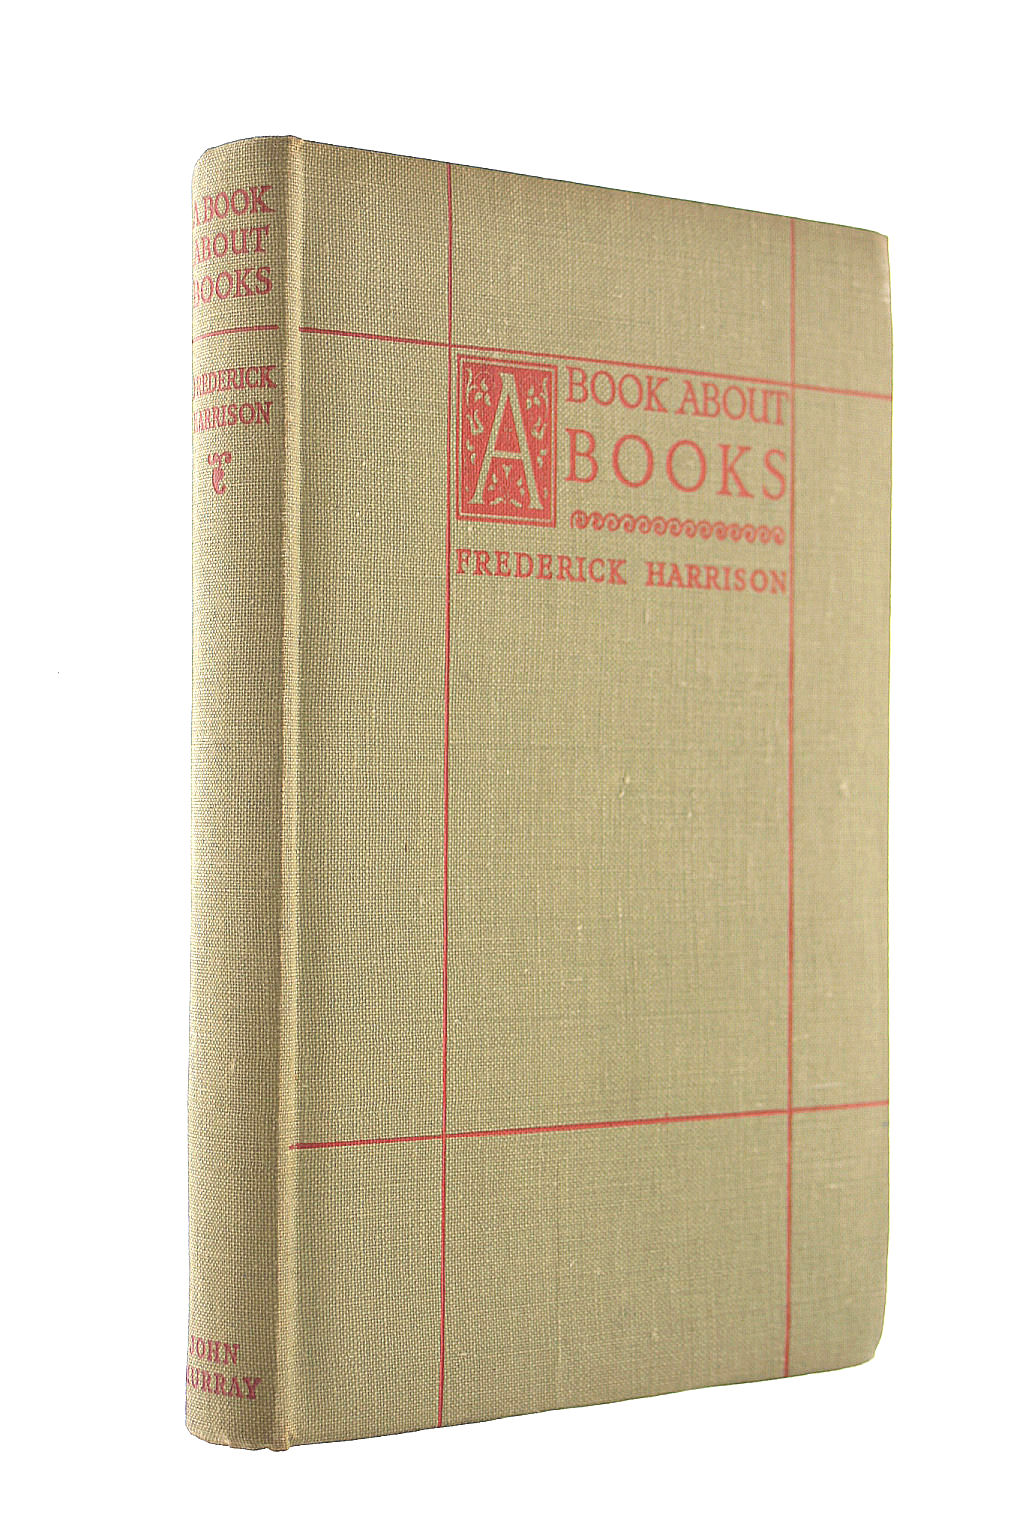 A BOOK
ABOUT
BOOKS
FREDERICK
HARRISON
JOHN
MURRAY
A BOOK ABOUT
BOOKS
FREDERICK HARRISON